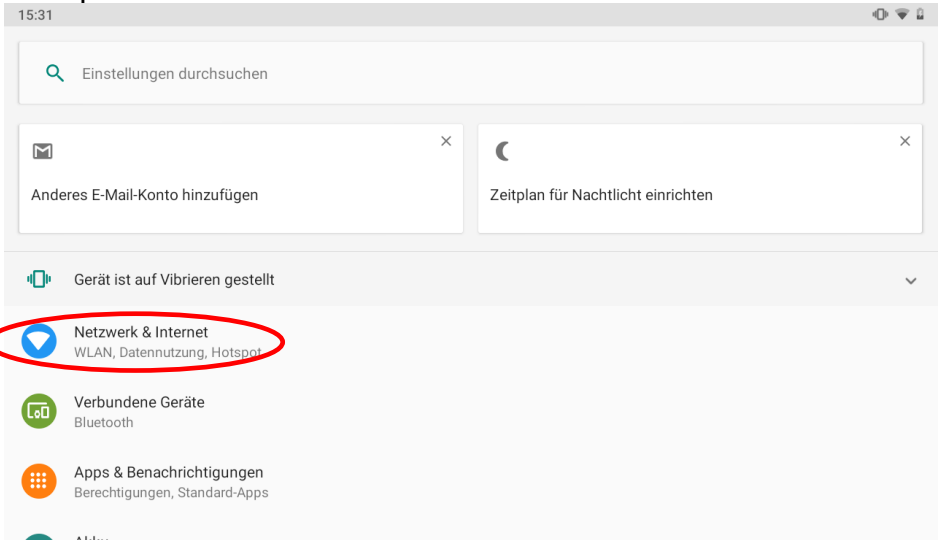 15:31
Einstellungen durchsuchen
Anderes E-Mail-Konto hinzufügen
Zeitplan für Nachtlicht einrichten
Gerät ist auf Vibrieren gestellt
Netzwerk & Internet
WLAN, Datennutzung, Hotspot
Verbundene Geräte
Bluetooth
Apps & Benachrichtigungen
Berechtigungen, Standard-Apps